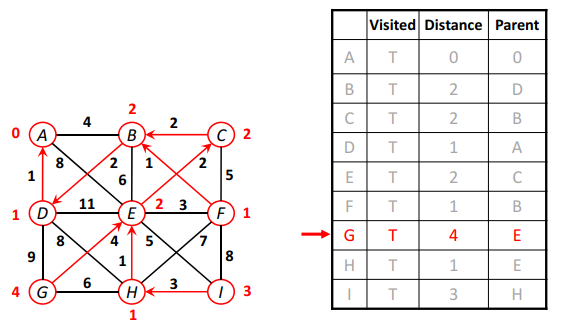 Visited Distance Parent
A T 0 0
B T 2 D
C T 2 B
D T 1 A
E T 2 C
F T 1 B
G T 4 E
H T 1 E
I T 3 H
2
4 2
0 A B C 2
8 2 1 2
1 6 5
11 2 3
1 D E F 1
8 4 5 7
9 1 8
6 3
4 G H I 3
1